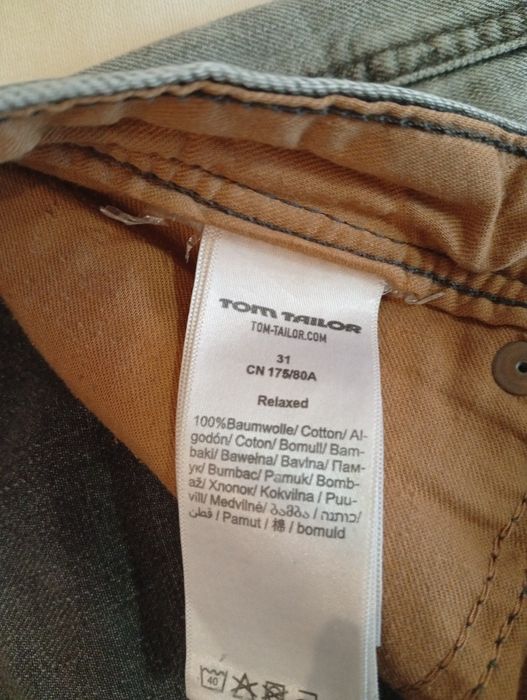 TOM TAILOR
TOM-TAILOR.COM
31
CN 175/80A
Relaxed
100%Baumwolle/ Cotton/ Al-
godón/ Coton/ Bomull/ Bam-
baki/ Bawełna/ Bavlna/ Пам-
ук/ Bumbac/ Pamuk/ Bomb-
až/ Хлопок/ Kokvilna / Puu-
vill/ Medvilnė/ ბამბა / כותנה/
قطن / Pamut / 棉 / bomuld
40